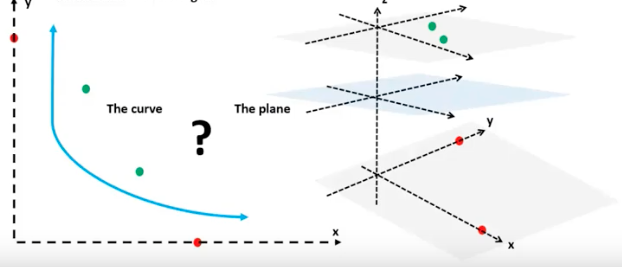 y
z
The curve
The plane
?
y
x
x